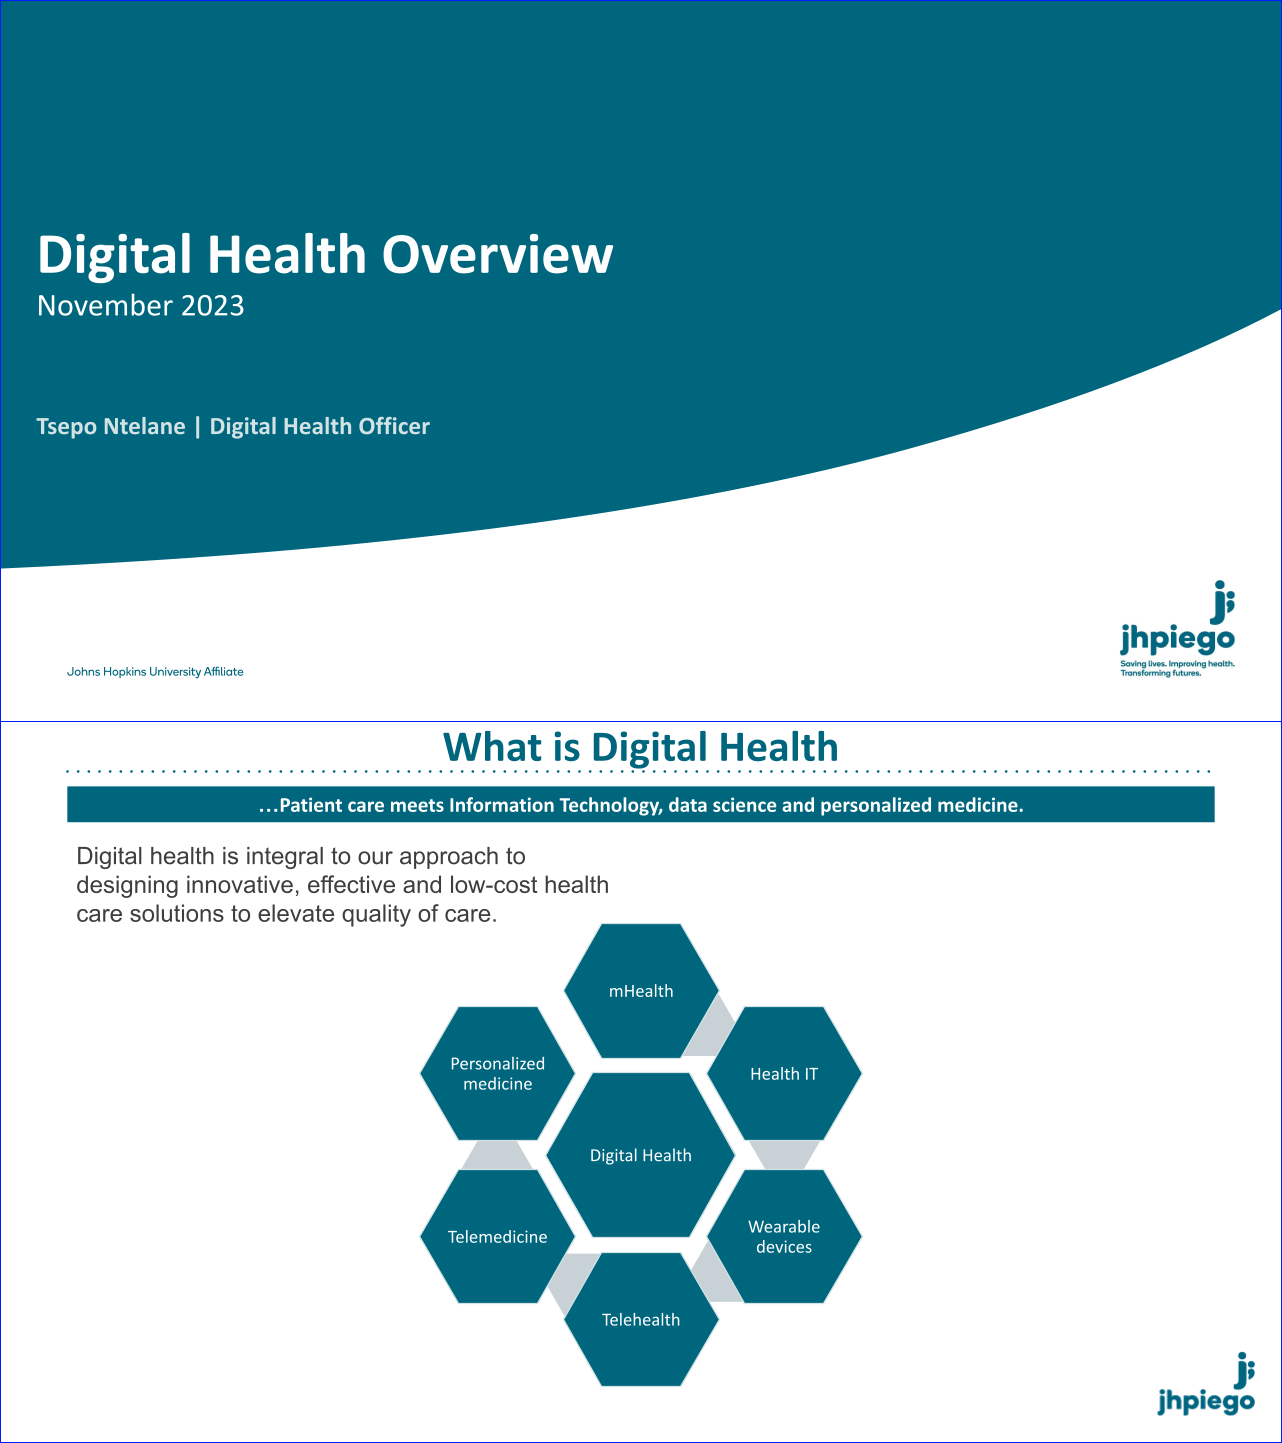 Digital Health Overview
November 2023
Tsepo Ntelane | Digital Health Officer
jhpiego
Saving lives. Improving health.
Transforming futures.
Johns Hopkins University Affiliate
What is Digital Health
...Patient care meets Information Technology, data science and personalized medicine.
Digital health is integral to our approach to
designing innovative, effective and low-cost health
care solutions to elevate quality of care.
mHealth
Health IT
Wearable
devices
Telehealth
Telemedicine
Personalized
medicine
Digital Health
jhpiego